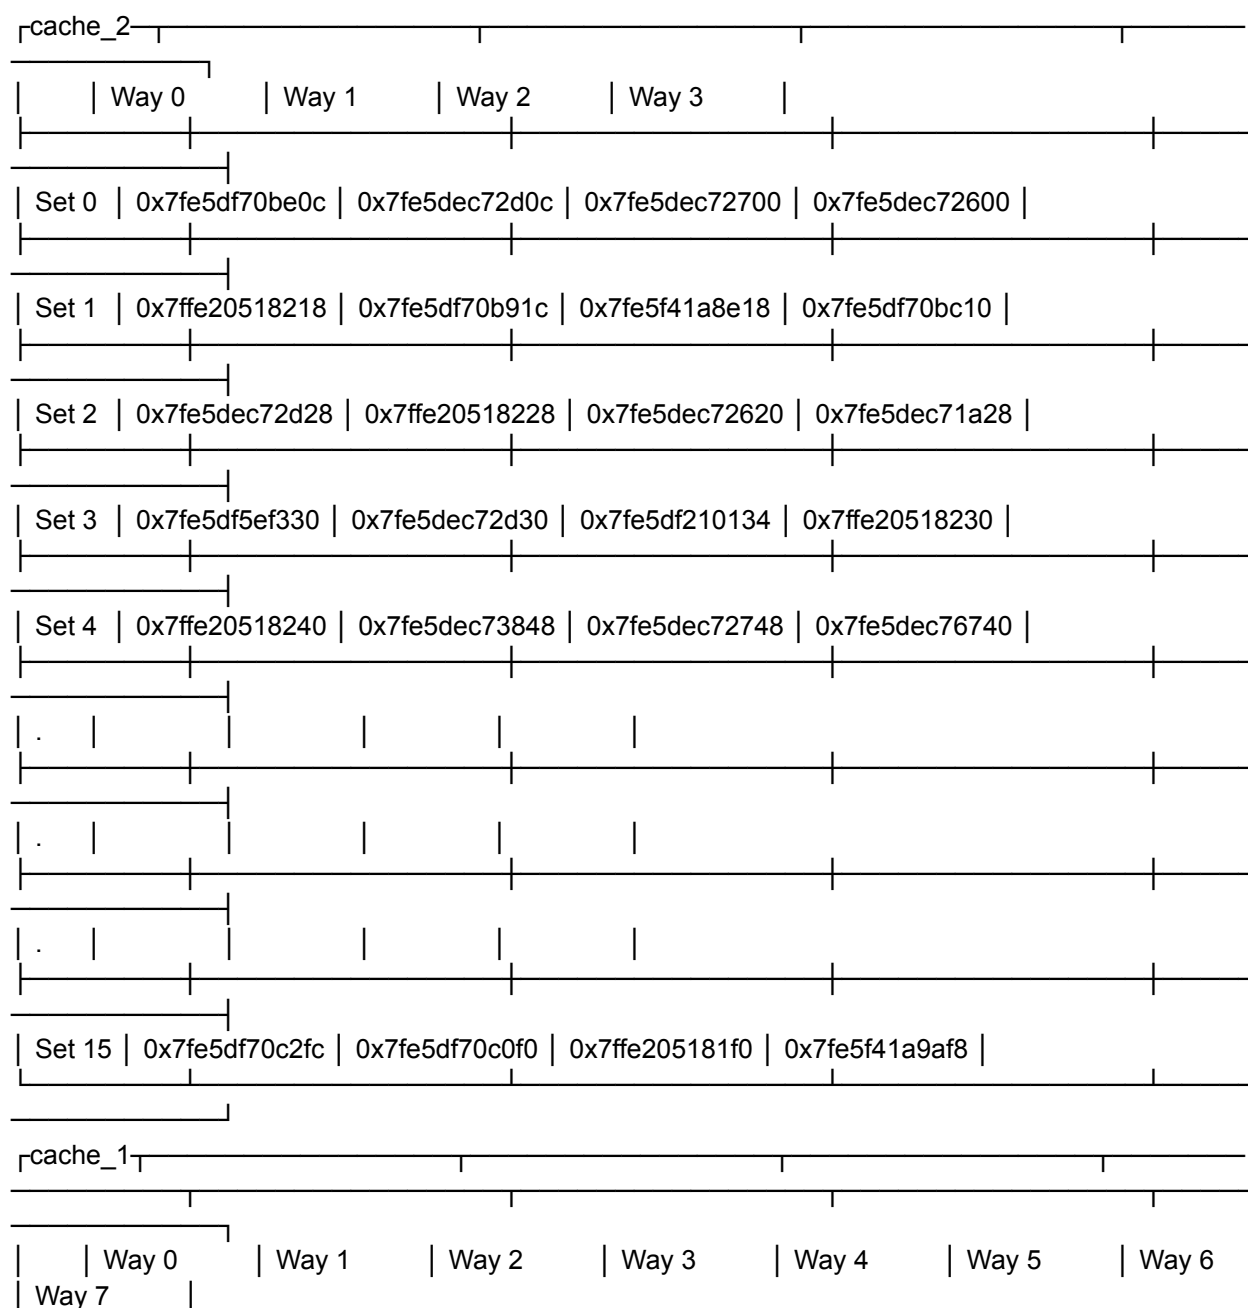 ┌cache_2─┬────────────────┬────────────────┬────────────────┬──────
──────────┐
│ │ Way 0 │ Way 1 │ Way 2 │ Way 3 │
├────────┼────────────────┼────────────────┼────────────────┼─────
───────────┤
│ Set 0 │ 0x7fe5df70be0c │ 0x7fe5dec72d0c │ 0x7fe5dec72700 │ 0x7fe5dec72600 │
├────────┼────────────────┼────────────────┼────────────────┼─────
───────────┤
│ Set 1 │ 0x7ffe20518218 │ 0x7fe5df70b91c │ 0x7fe5f41a8e18 │ 0x7fe5df70bc10 │
├────────┼────────────────┼────────────────┼────────────────┼─────
───────────┤
│ Set 2 │ 0x7fe5dec72d28 │ 0x7ffe20518228 │ 0x7fe5dec72620 │ 0x7fe5dec71a28 │
├────────┼────────────────┼────────────────┼────────────────┼─────
───────────┤
│ Set 3 │ 0x7fe5df5ef330 │ 0x7fe5dec72d30 │ 0x7fe5df210134 │ 0x7ffe20518230 │
├────────┼────────────────┼────────────────┼────────────────┼─────
───────────┤
│ Set 4 │ 0x7ffe20518240 │ 0x7fe5dec73848 │ 0x7fe5dec72748 │ 0x7fe5dec76740 │
├────────┼────────────────┼────────────────┼────────────────┼─────
───────────┤
│ . │ │ │ │ │
├────────┼────────────────┼────────────────┼────────────────┼─────
───────────┤
│ . │ │ │ │ │
├────────┼────────────────┼────────────────┼────────────────┼─────
───────────┤
│ . │ │ │ │ │
├────────┼────────────────┼────────────────┼────────────────┼─────
───────────┤
│ Set 15 │ 0x7fe5df70c2fc │ 0x7fe5df70c0f0 │ 0x7ffe205181f0 │ 0x7fe5f41a9af8 │
└────────┴────────────────┴────────────────┴────────────────┴─────
───────────┘
┌cache_1┬────────────────┬────────────────┬────────────────┬───────
─────────┬────────────────┬────────────────┬────────────────┬─────
───────────┐
│ │ Way 0 │ Way 1 │ Way 2 │ Way 3 │ Way 4 │ Way 5 │ Way 6
│ Way 7 │